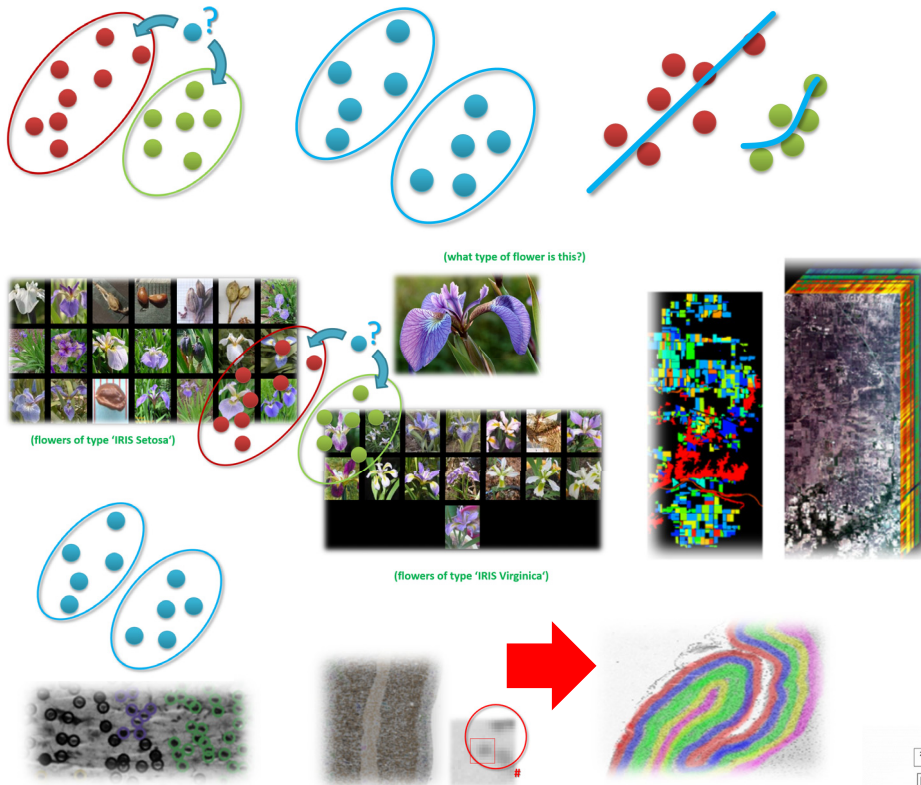 ?
(what type of flower is this?)
?
(flowers of type 'IRIS Setosa')
(flowers of type 'IRIS Virginica')
#